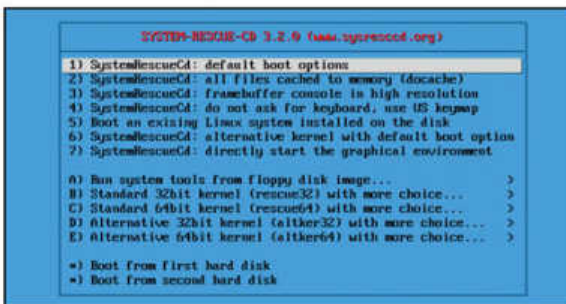 SYSTEM-RESCUE-CD 3.2.0 (www.sysresccd.org)
1) SystemRescueCd: default boot options
2) SystemRescueCd: all files cached to memory (docache)
3) SystemRescueCd: framebuffer console in high resolution
4) SystemRescueCd: do not ask for keyboard, use US keymap
5) Boot an existing Linux system installed on the disk
6) SystemRescueCd: alternative kernel with default boot option
7) SystemRescueCd: directly start the graphical environment
A) Run system tools from floppy disk image... >
B) Standard 32bit kernel (rescue32) with more choice... >
C) Standard 64bit kernel (rescue64) with more choice... >
D) Alternative 32bit kernel (altker32) with more choice... >
E) Alternative 64bit kernel (altker64) with more choice... >
*) Boot from first hard disk
*) Boot from second hard disk